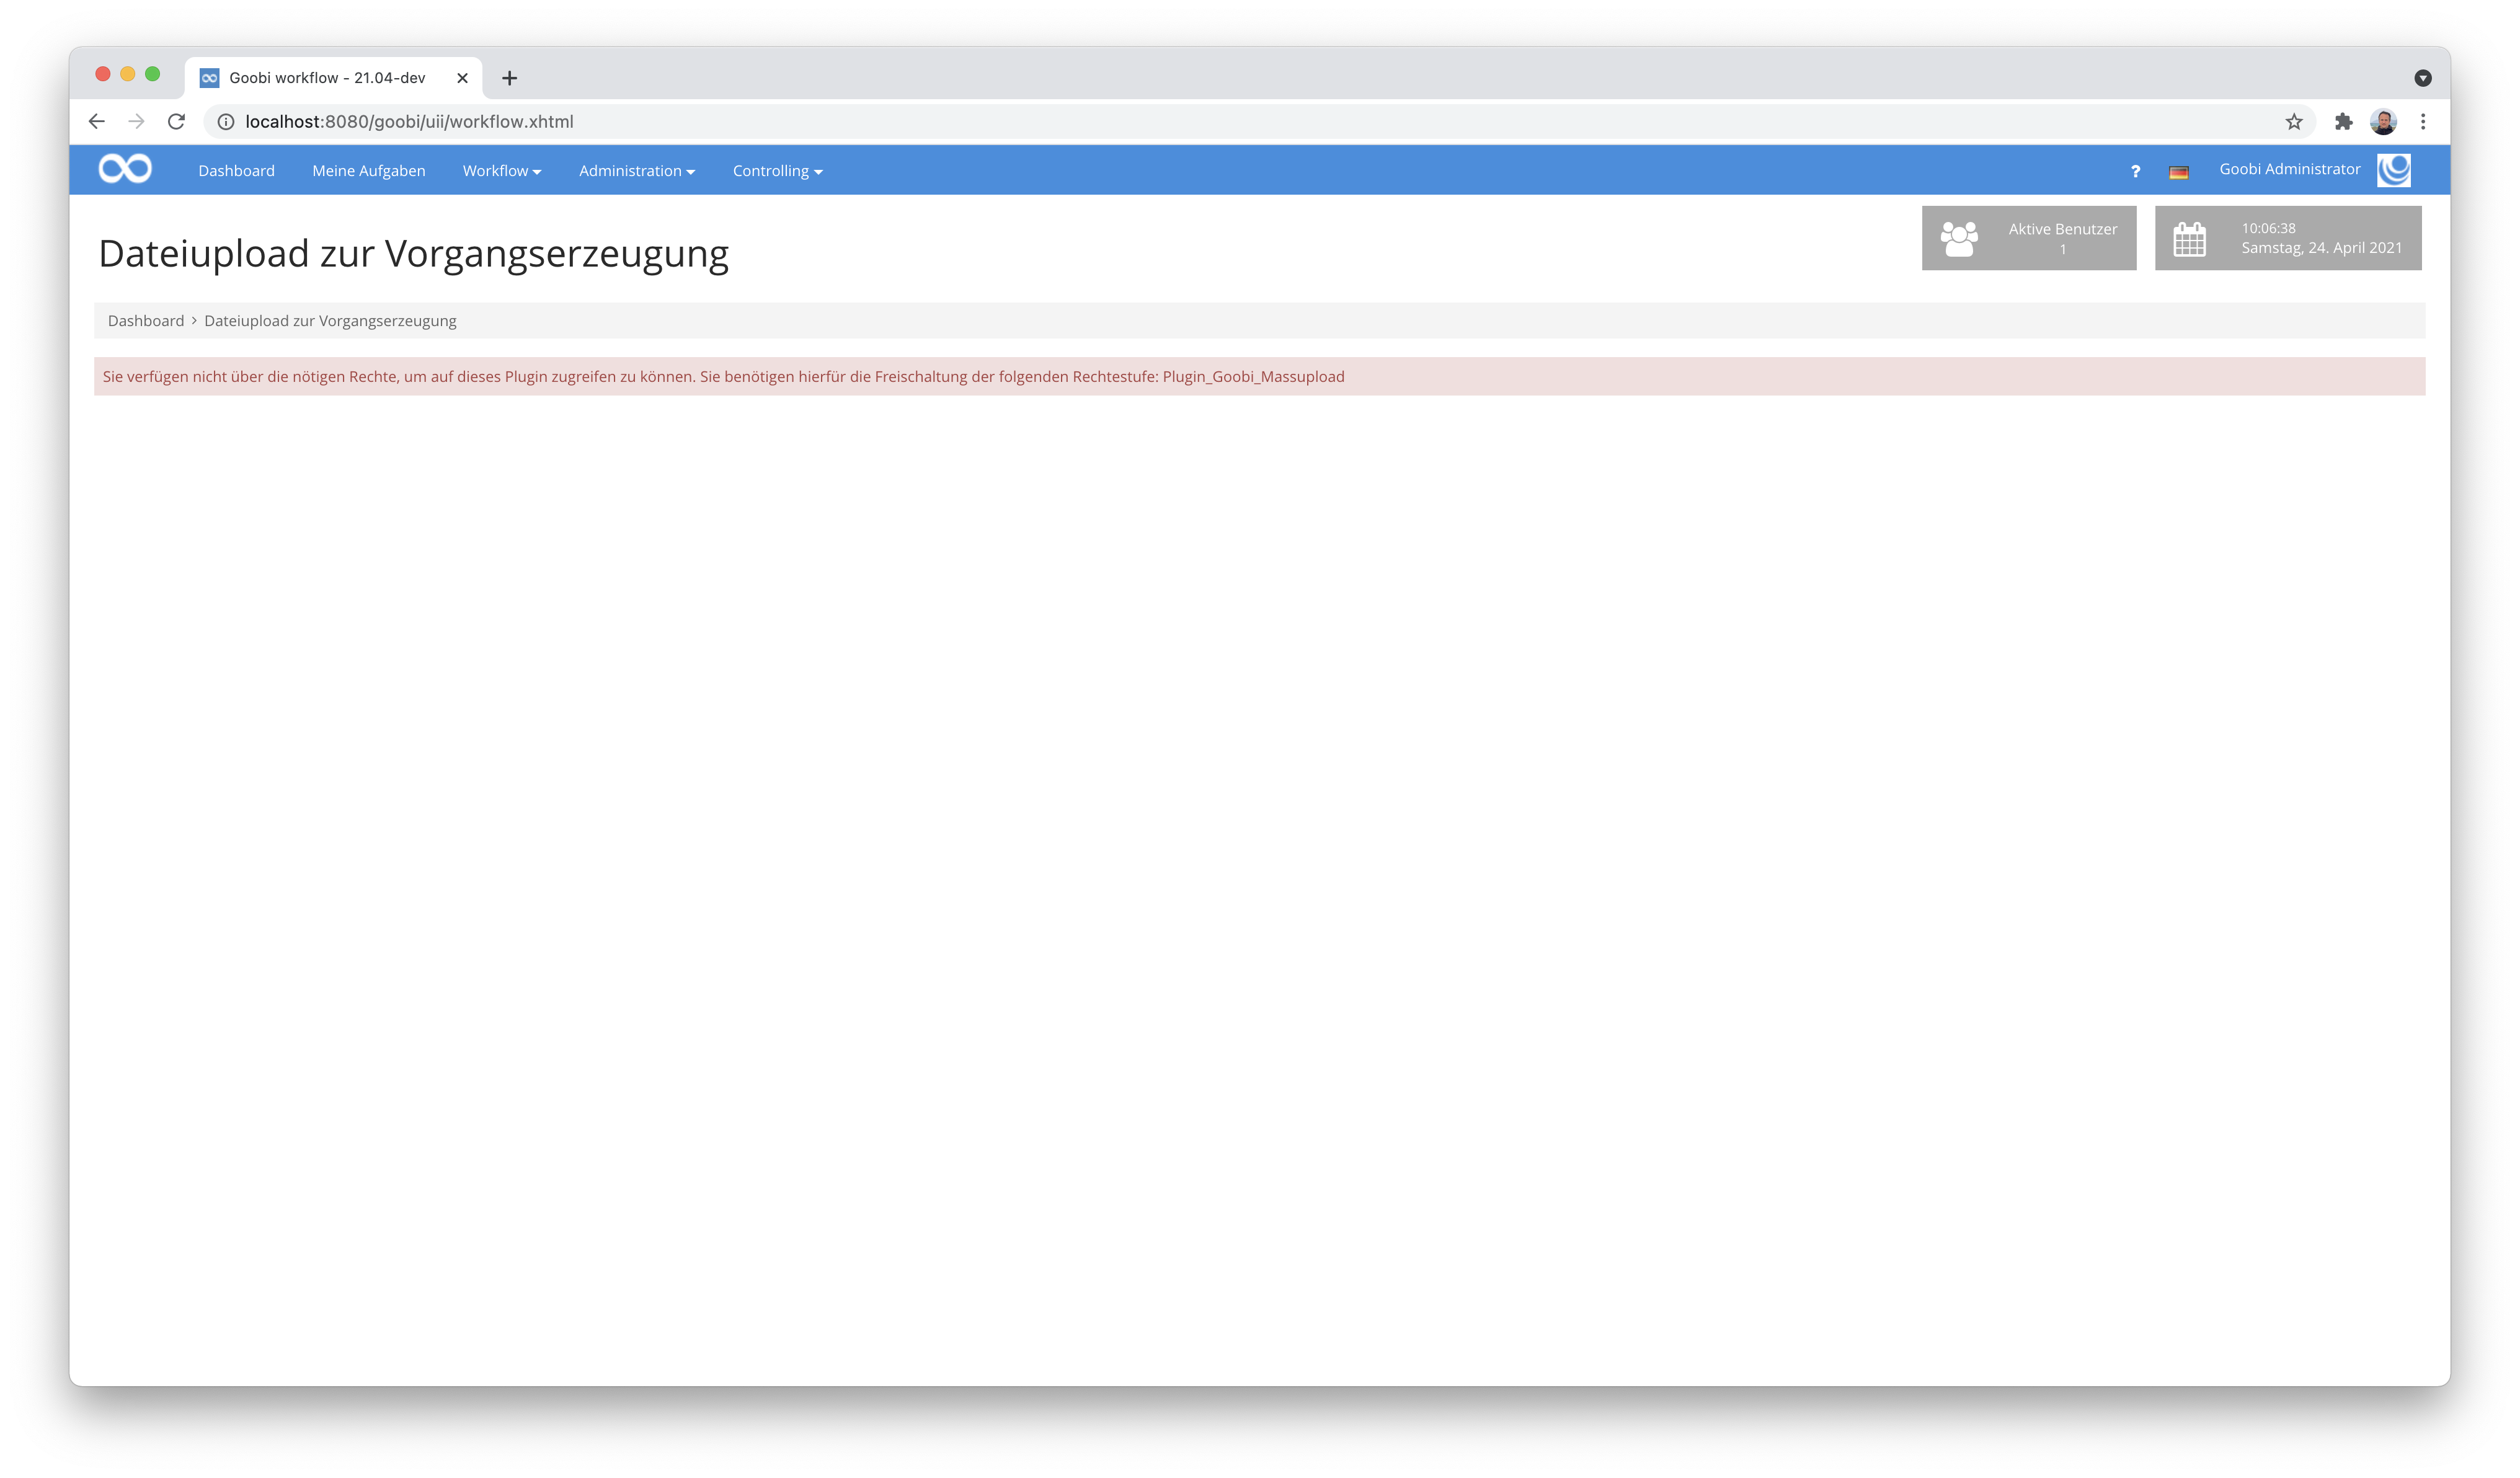 Goobi workflow - 21.04-dev
localhost:8080/goobi/uii/workflow.xhtml
Dashboard Meine Aufgaben Workflow Administration Controlling ? Goobi Administrator
Dateiupload zur Vorgangserzeugung
Aktive Benutzer
1
10:06:38
Samstag, 24. April 2021
Dashboard > Dateiupload zur Vorgangserzeugung
Sie verfügen nicht über die nötigen Rechte, um auf dieses Plugin zugreifen zu können. Sie benötigen hierfür die Freischaltung der folgenden Rechtestufe: Plugin_Goobi_Massupload